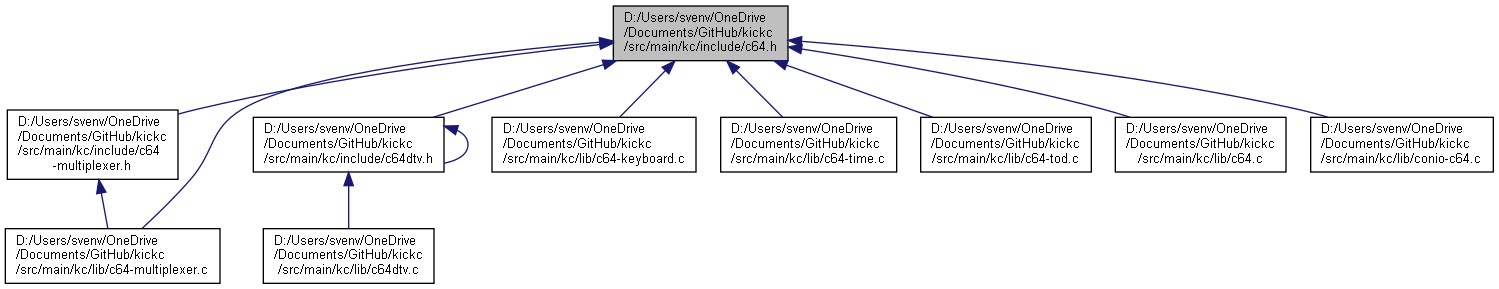 D:/Users/svenv/OneDrive
/Documents/GitHub/kickc
/src/main/kc/include/c64.h
D:/Users/svenv/OneDrive
/Documents/GitHub/kickc
/src/main/kc/include/c64
-multiplexer.h
D:/Users/svenv/OneDrive
/Documents/GitHub/kickc
/src/main/kc/include/c64dtv.h
D:/Users/svenv/OneDrive
/Documents/GitHub/kickc
/src/main/kc/lib/c64-keyboard.c
D:/Users/svenv/OneDrive
/Documents/GitHub/kickc
/src/main/kc/lib/c64-time.c
D:/Users/svenv/OneDrive
/Documents/GitHub/kickc
/src/main/kc/lib/c64-tod.c
D:/Users/svenv/OneDrive
/Documents/GitHub/kickc
/src/main/kc/lib/c64.c
D:/Users/svenv/OneDrive
/Documents/GitHub/kickc
/src/main/kc/lib/conio-c64.c
D:/Users/svenv/OneDrive
/Documents/GitHub/kickc
/src/main/kc/lib/c64-multiplexer.c
D:/Users/svenv/OneDrive
/Documents/GitHub/kickc
/src/main/kc/lib/c64dtv.c